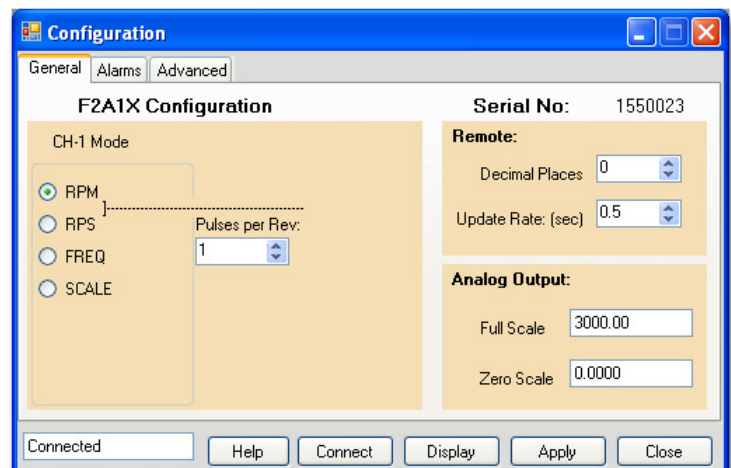 Configuration
General Alarms Advanced
F2A1X Configuration
Serial No: 1550023
CH-1 Mode
RPM
RPS
FREQ
SCALE
Pulses per Rev:
1
Remote:
Decimal Places 0
Update Rate: (sec) 0.5
Analog Output:
Full Scale 3000.00
Zero Scale 0.0000
Connected Help Connect Display Apply Close